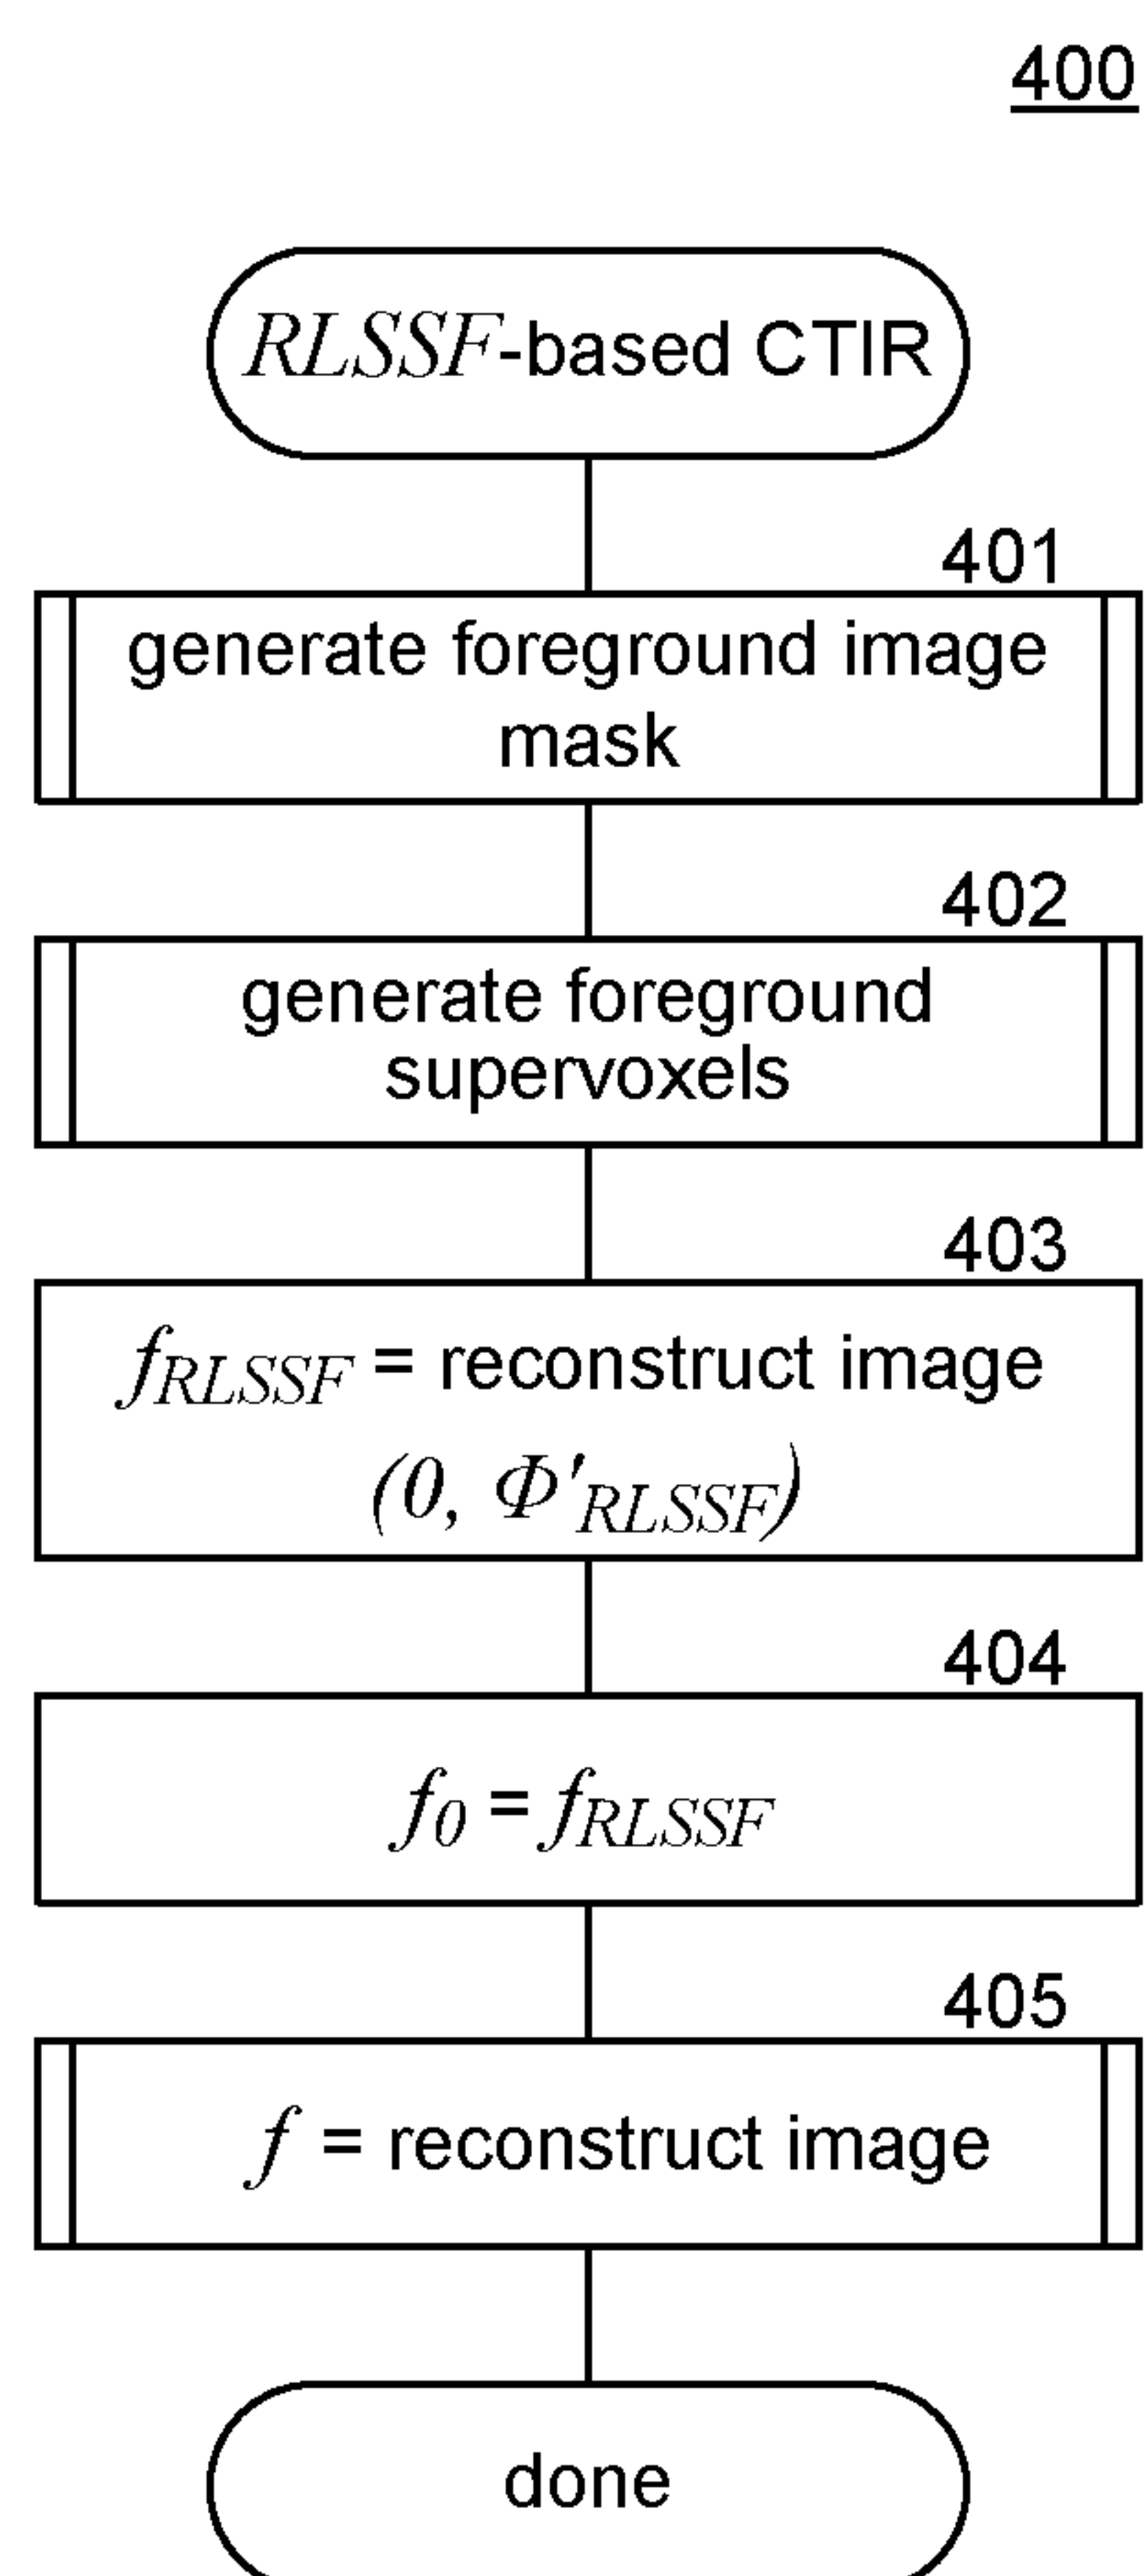 400
RLSSF-based CTIR
401
generate foreground image
mask
402
generate foreground
supervoxels
403
fRLSSF = reconstruct image
(0, Φ'RLSSF)
404
f0 = fRLSSF
405
f = reconstruct image
done